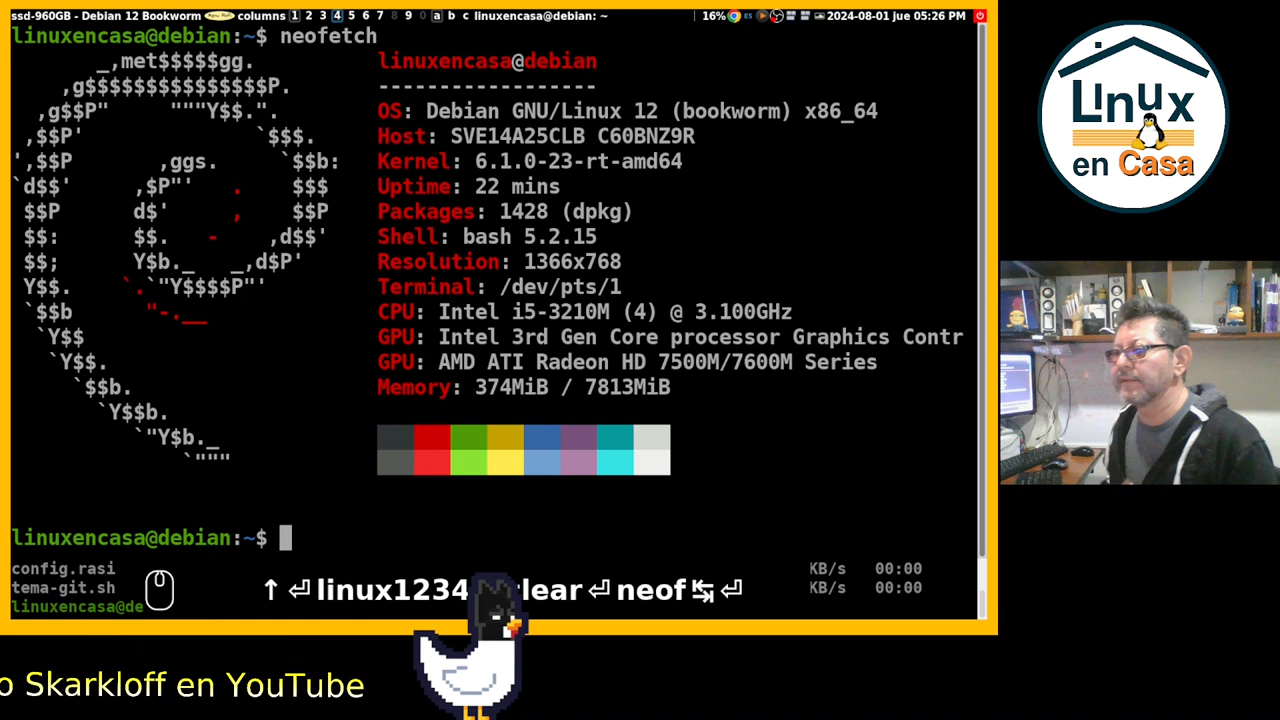 ssd-960GB - Debian 12 Bookworm columns 1 2 3 4 5 6 7 8 9 0 a b c linuxencasa@debian: ~ 16% ES 2024-08-01 jue 05:26 PM
linuxencasa@debian:~$ neofetch
_,met$$$$$gg.
,g$$$$$$$$$$$$$$$P.
,g$$P" """Y$$.".
,$$P' `$$$.
',$$P ,ggs. `$$b:
`d$$' ,$P"' . $$$
$$P d$' , $$P
$$: $$. - ,d$$'
$$; Y$b._ _,d$P'
Y$$. `.`"Y$$$$P"'
`$$b "-.__
`Y$$
`Y$$.
`$$b.
`Y$$b.
`"Y$b._
`"""
linuxencasa@debian
------------------
OS: Debian GNU/Linux 12 (bookworm) x86_64
Host: SVE14A25CLB C60BNZ9R
Kernel: 6.1.0-23-rt-amd64
Uptime: 22 mins
Packages: 1428 (dpkg)
Shell: bash 5.2.15
Resolution: 1366x768
Terminal: /dev/pts/1
CPU: Intel i5-3210M (4) @ 3.100GHz
GPU: Intel 3rd Gen Core processor Graphics Contr
GPU: AMD ATI Radeon HD 7500M/7600M Series
Memory: 374MiB / 7813MiB
linuxencasa@debian:~$
config.rasi KB/s 00:00
tema-git.sh KB/s 00:00
linuxencasa@de
↑ ⏎ linux1234 lear ⏎ neof ↹ ⏎
o Skarkloff en YouTube
Linux
en Casa